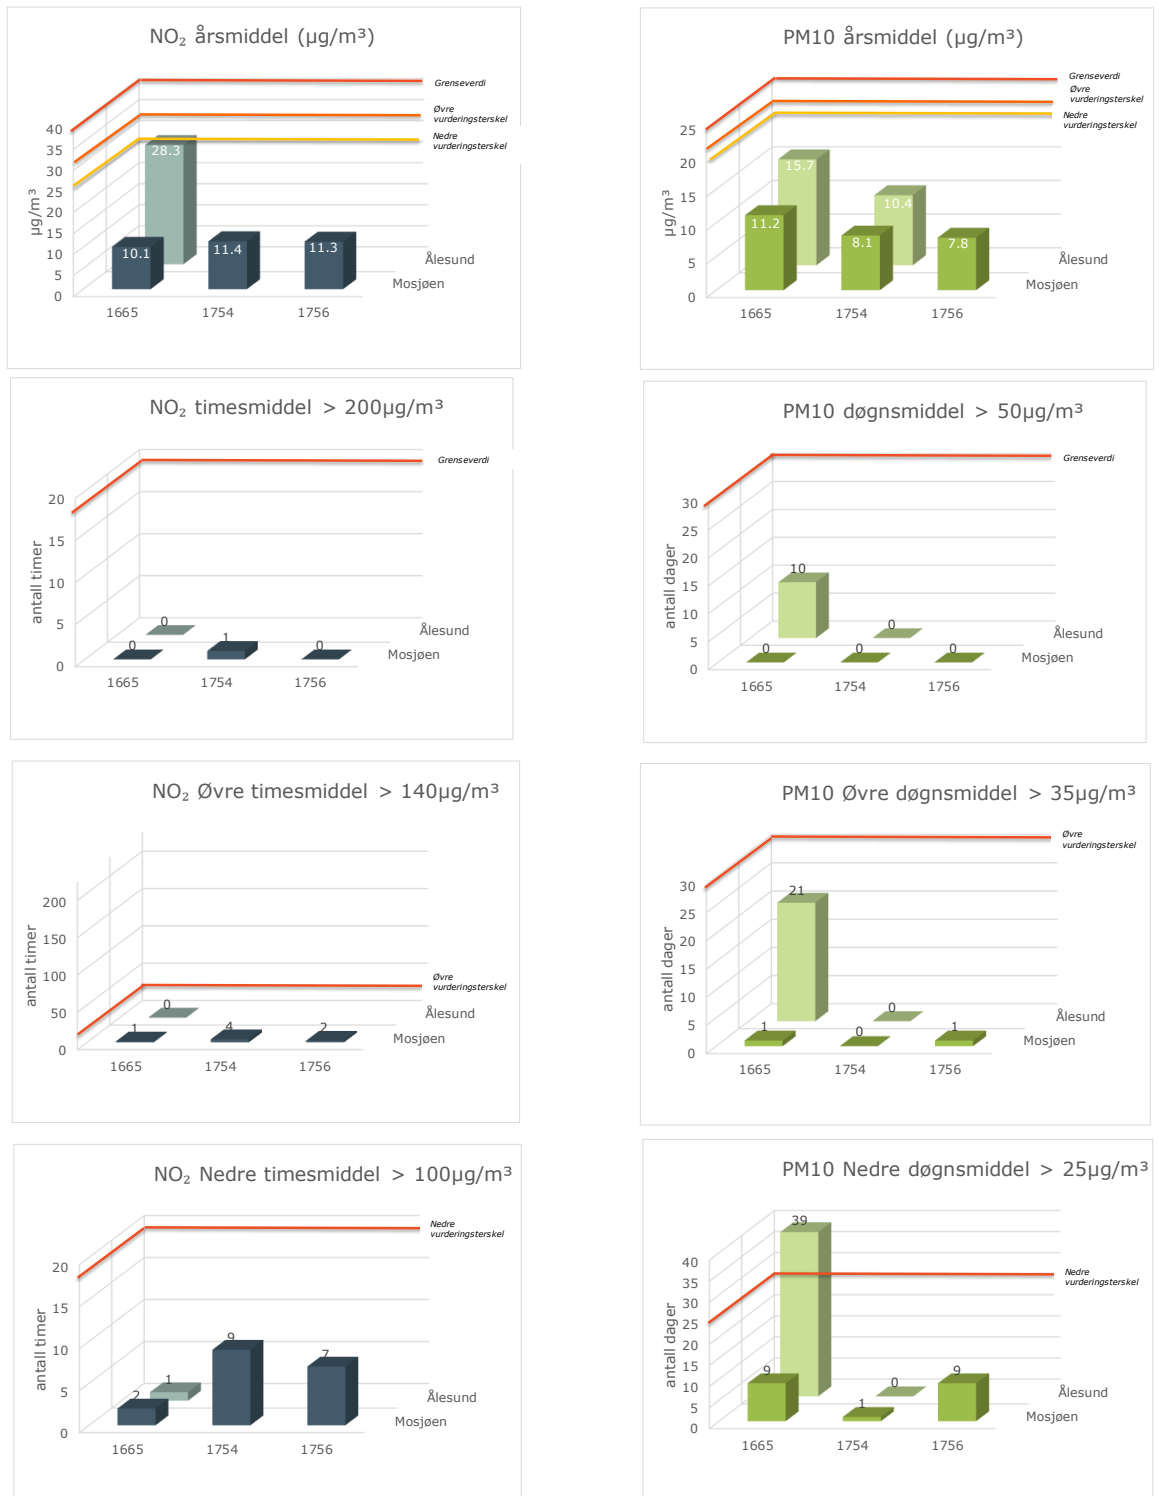 NO₂ årsmiddel (µg/m³)
Grenseverdi
Øvre
vurderingsterskel
Nedre
vurderingsterskel
µg/m³
40
35
30
25
20
15
10
5
0
28.3
10.1
11.4
11.3
Ålesund
Mosjøen
1665
1754
1756
PM10 årsmiddel (µg/m³)
Grenseverdi
Øvre
vurderingsterskel
Nedre
vurderingsterskel
µg/m³
25
20
15
10
5
0
15.7
10.4
11.2
8.1
7.8
Ålesund
Mosjøen
1665
1754
1756
NO₂ timesmiddel > 200µg/m³
Grenseverdi
antall timer
20
15
10
5
0
0
0
1
0
Ålesund
Mosjøen
1665
1754
1756
PM10 døgnsmiddel > 50µg/m³
Grenseverdi
antall dager
30
25
20
15
10
5
0
10
0
0
0
0
Ålesund
Mosjøen
1665
1754
1756
NO₂ Øvre timesmiddel > 140µg/m³
antall timer
200
150
100
50
0
Øvre
vurderingsterskel
0
1
4
2
Ålesund
Mosjøen
1665
1754
1756
PM10 Øvre døgnsmiddel > 35µg/m³
Øvre
vurderingsterskel
antall dager
30
25
20
15
10
5
0
21
0
1
0
1
Ålesund
Mosjøen
1665
1754
1756
NO₂ Nedre timesmiddel > 100µg/m³
Nedre
vurderingsterskel
antall timer
20
15
10
5
0
1
2
9
7
Ålesund
Mosjøen
1665
1754
1756
PM10 Nedre døgnsmiddel > 25µg/m³
Nedre
vurderingsterskel
antall dager
40
35
30
25
20
15
10
5
0
39
0
9
1
9
Ålesund
Mosjøen
1665
1754
1756